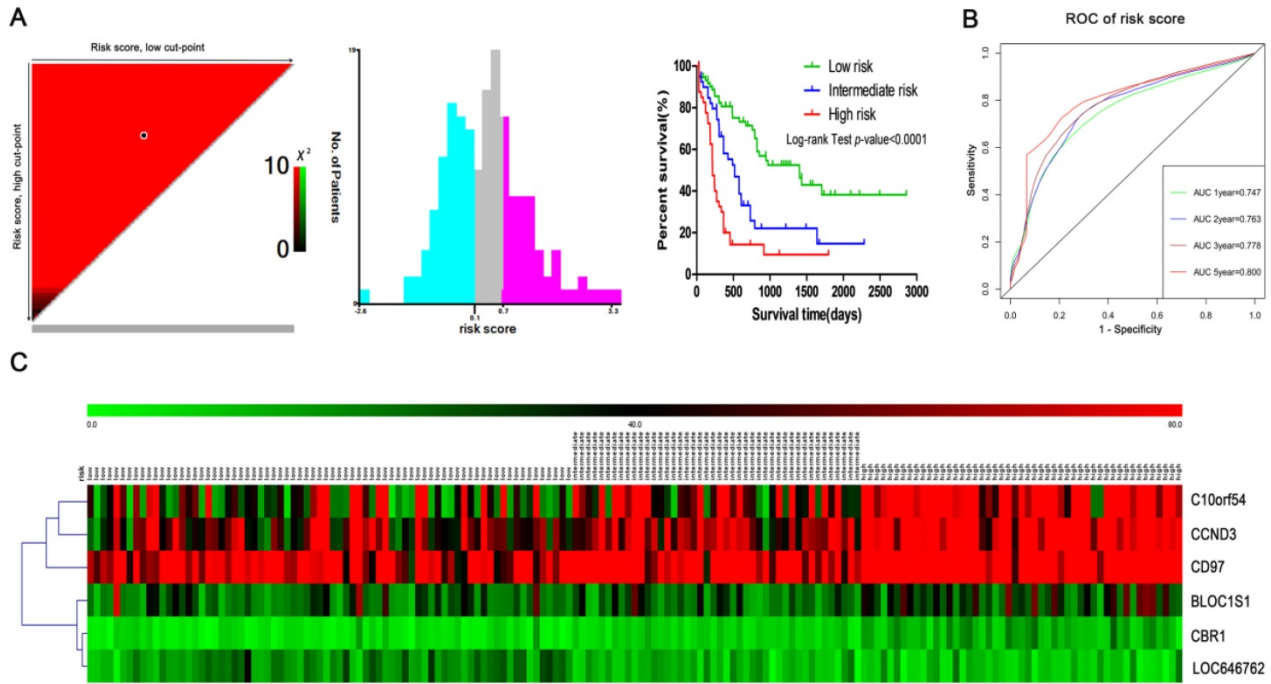 A
Risk score, low cut-point
Risk score, high cut-point
10 χ²
0
19
0
No. of Patients
-2.6
0.1
0.7
3.3
risk score
100
80
60
40
20
0
Percent survival(%)
Low risk
Intermediate risk
High risk
Log-rank Test p-value<0.0001
0 500 1000 1500 2000 2500 3000
Survival time(days)
B
ROC of risk score
1.0
0.8
0.6
0.4
0.2
0.0
Sensitivity
AUC 1year=0.747
AUC 2year=0.763
AUC 3year=0.778
AUC 5year=0.800
0.0 0.2 0.4 0.6 0.8 1.0
1 - Specificity
C
0.0 40.0 80.0
risk
low
intermediate
high
C10orf54
CCND3
CD97
BLOC1S1
CBR1
LOC646762